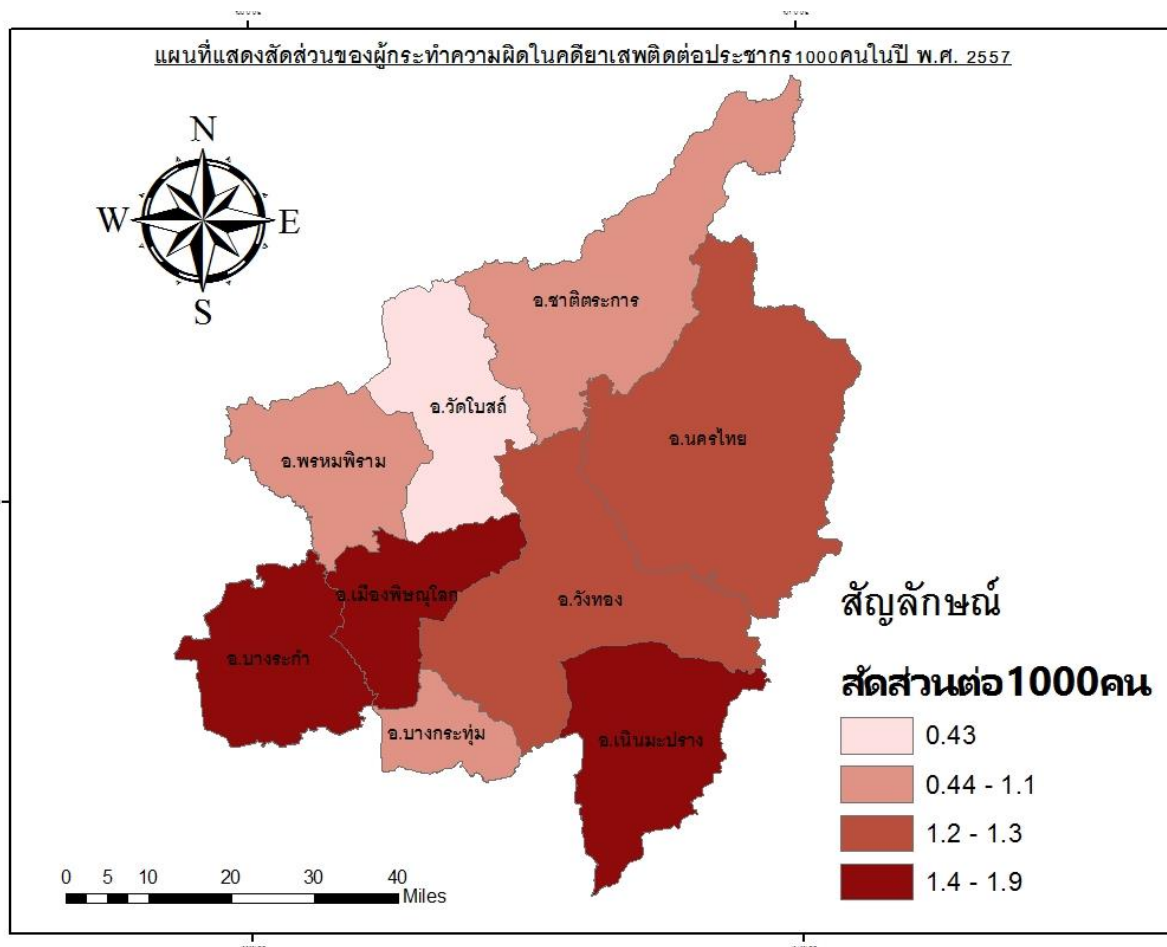 แผนที่แสดงสัดส่วนของผู้กระทำความผิดในคดียาเสพติดต่อประชากร1000คนในปี พ.ศ. 2557
N
W
E
S
อ.ชาติตระการ
อ.วัดโบสถ์
อ.นครไทย
อ.พรหมพิราม
อ.เมืองพิษณุโลก
อ.วังทอง
อ.บางระกำ
อ.บางกระทุ่ม
อ.เนินมะปราง
สัญลักษณ์
สัดส่วนต่อ1000คน
0.43
0.44 - 1.1
1.2 - 1.3
1.4 - 1.9
0 5 10 20 30 40
Miles